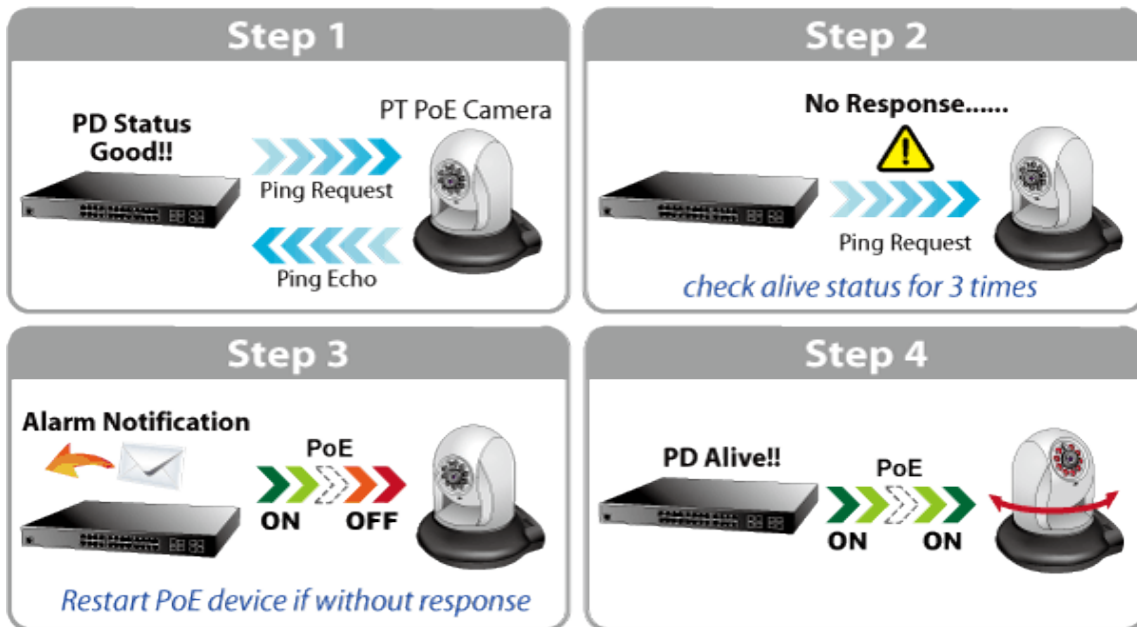 Step 1
PD Status
Good!!
PT PoE Camera
Ping Request
Ping Echo
Step 2
No Response......
Ping Request
check alive status for 3 times
Step 3
Alarm Notification
PoE
ON OFF
Restart PoE device if without response
Step 4
PD Alive!!
PoE
ON ON